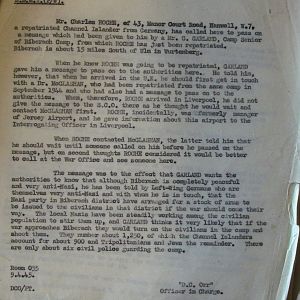 Mr. Charles ROCHE, of 43, Manor Court Road, Hanwell, W.7,
a repatriated Channel Islander from Germany, has called here to pass on
a message which had been given to him by a Mr. G. GARLAND, Camp Senior
of Biberach Camp, from which ROCHE has just been repatriated.
Biberach is about 15 miles South of Ulm in Wurtemberg.
When ROCHE knew he was going to be repatriated, GARLAND
gave him a message to pass on to the authorities here. He told him,
however, that when he arrived in the U.K. he should first get in touch
with a Dr. McGLASHAN, who had been repatriated from the same camp in
September 1944 and who had also had a message to pass on to the
authorities. When, therefore, ROCHE arrived in Liverpool, he did not
give the message to the S.C.O. there as he thought he would wait and
contact McGLASHAN first. ROCHE, incidentally, was formerly manager
of Jersey Airport, and he gave information about this airport to the
Interrogating Officer in Liverpool.
When ROCHE contacted McGLASHAN, the latter told him that
he should wait until someone called on him before he passed on the
message, but on second thoughts ROCHE considered it would be better
to call at the War Office and see someone here.
The message was to the effect that GARLAND wants the
authorities to know that although Biberach is completely peaceful
and very anti-Nazi, he has been told by left-wing Germans who are
themselves very anti-Nazi and with whom he is in touch, that the
Nazi party in Biberach district have arranged for a stock of arms to
be issued to the civilians in that district if the war should come their
way. The local Nazis have been steadily working among the civilian
population to stir them up, and GARLAND thinks it very likely that if the
war approaches Biberach they would turn on the civilians in the camp and
shoot them. They number about 1,250, of which the Channel Islanders
account for about 900 and Tripolitanians and Jews the remainder. There
are only about six civil police guarding the camp.
Room 055
9.4.45.
DCO/PT.
"D.C. Orr"
Officer in Charge.